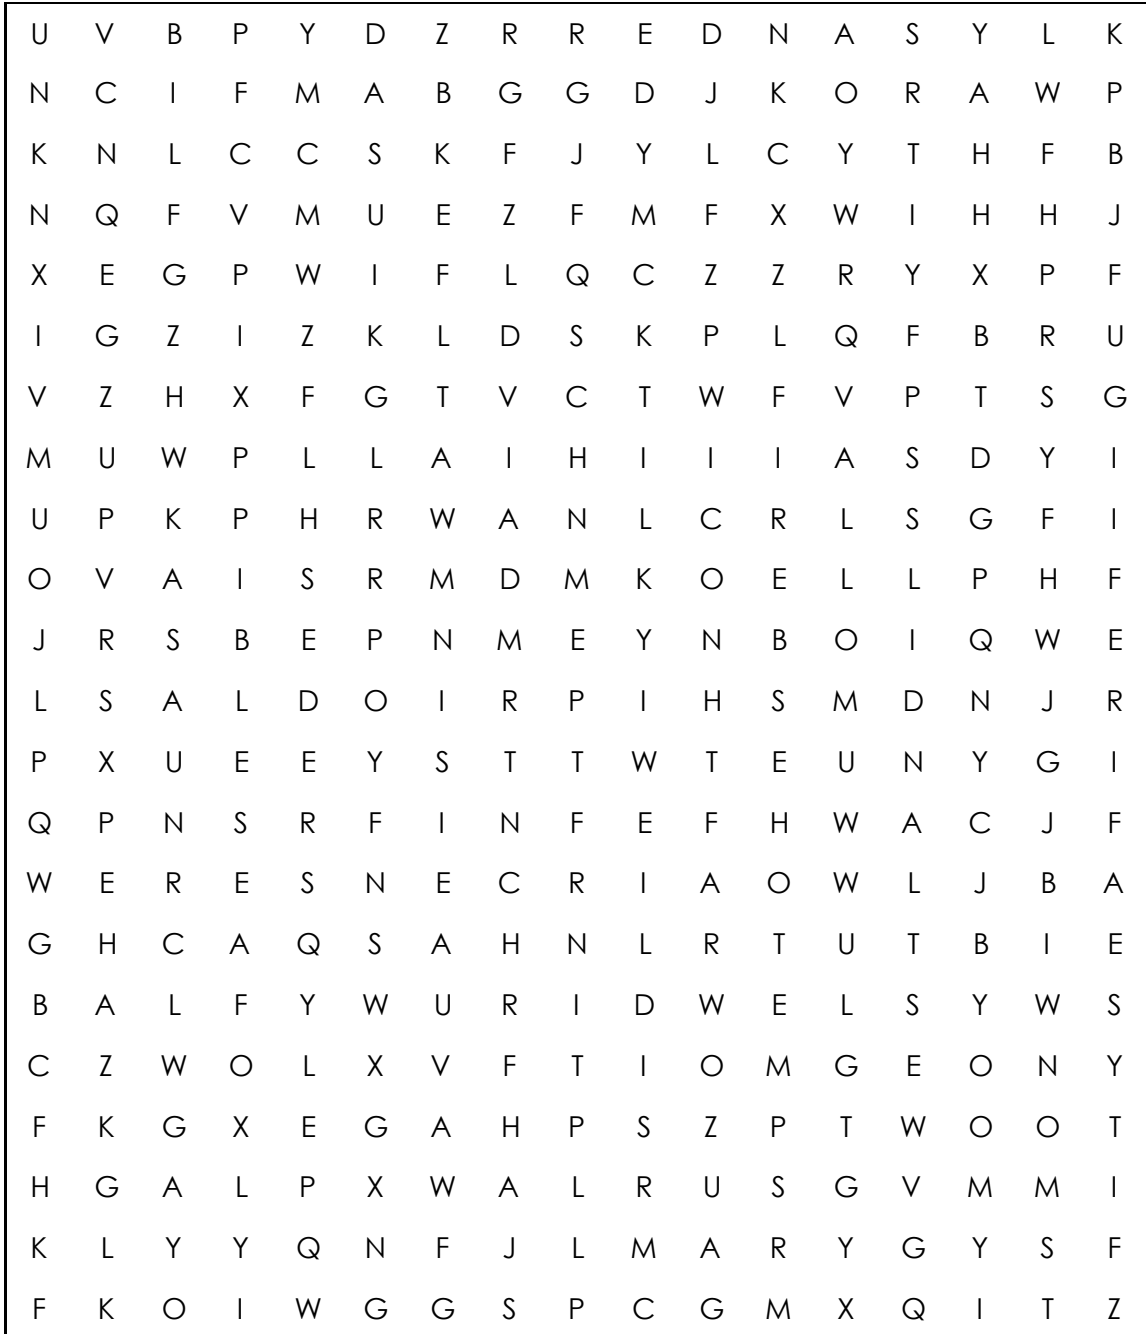 U V B P Y D Z R R E D N A S Y L K
N C I F M A B G G D J K O R A W P
K N L C C S K F J Y L C Y T H F B
N Q F V M U E Z F M F X W I H H J
X E G P W I F L Q C Z Z R Y X P F
I G Z I Z K L D S K P L Q F B R U
V Z H X F G T V C T W F V P T S G
M U W P L L A I H I I I A S D Y I
U P K P H R W A N L C R L S G F I
O V A I S R M D M K O E L L P H F
J R S B E P N M E Y N B O I Q W E
L S A L D O I R P I H S M D N J R
P X U E E Y S T T W T E U N Y G I
Q P N S R F I N F E F H W A C J F
W E R E S N E C R I A O W L J B A
G H C A Q S A H N L R T U T B I E
B A L F Y W U R I D W E L S Y W S
C Z W O L X V F T I O M G E O N Y
F K G X E G A H P S Z P T W O O T
H G A L P X W A L R U S G V M M I
K L Y Y Q N F J L M A R Y G Y S F
F K O I W G G S P C G M X Q I T Z